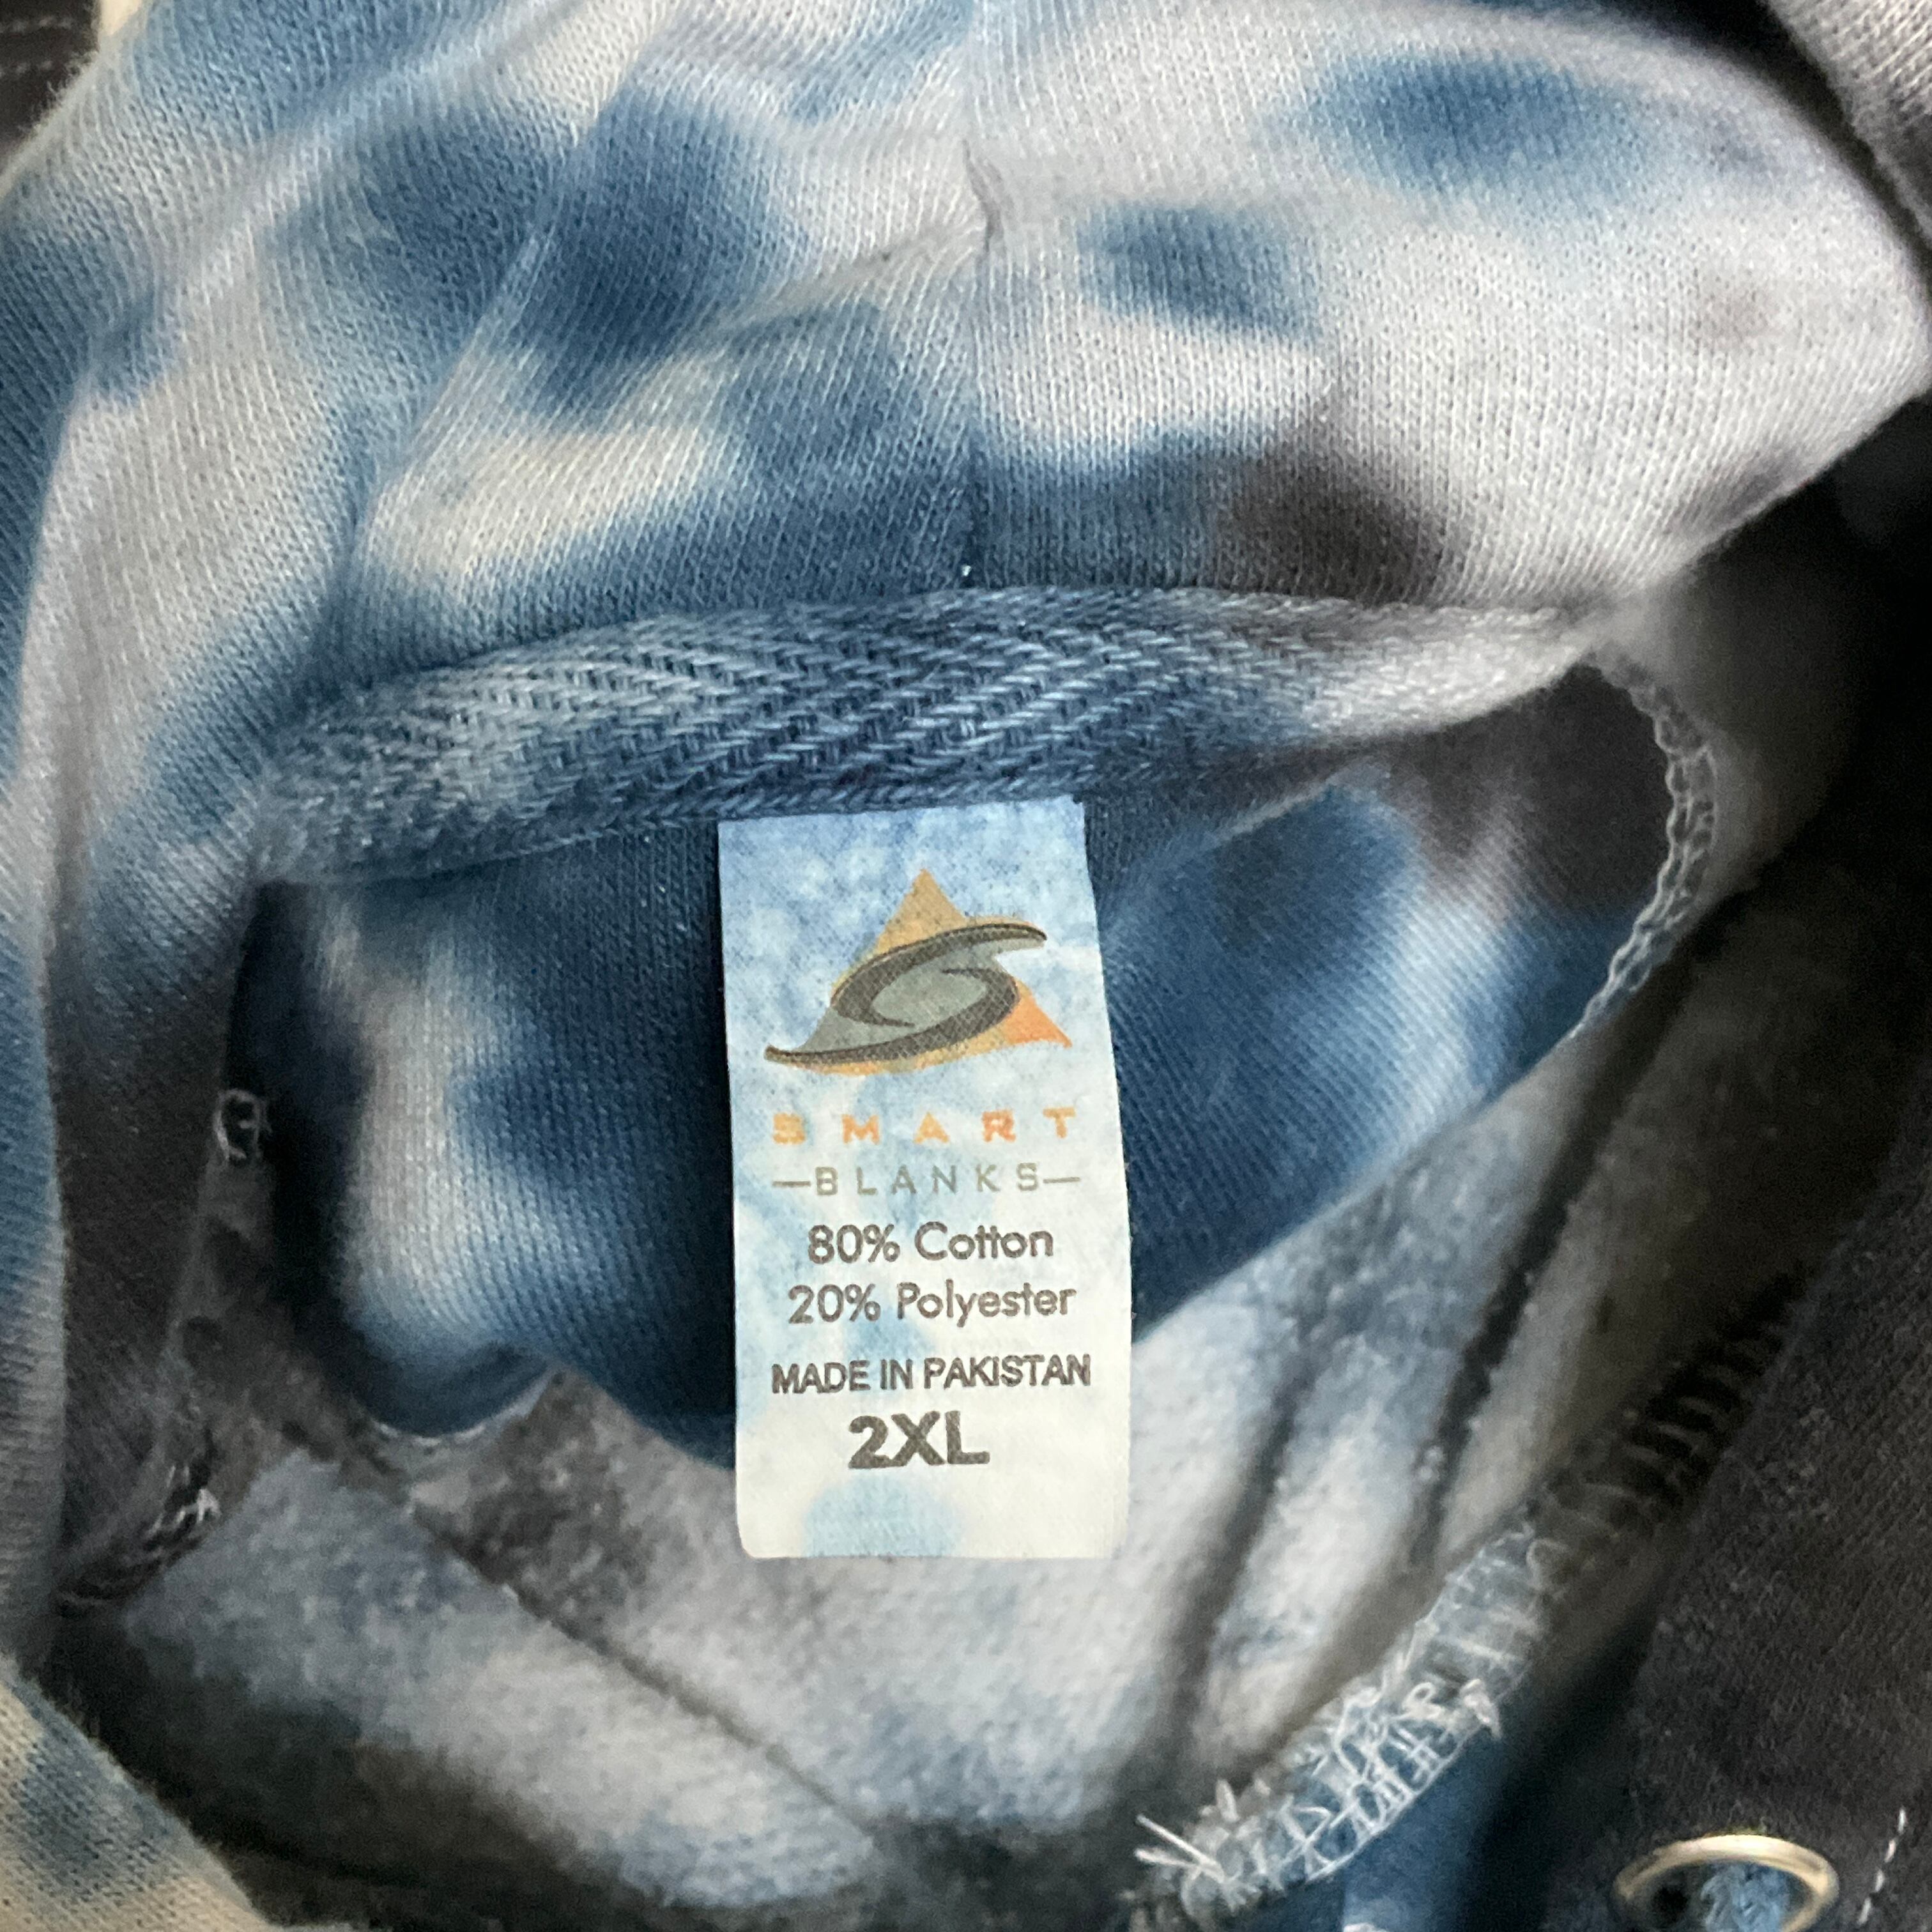 SMART
—BLANKS—
80% Cotton
20% Polyester
MADE IN PAKISTAN
2XL